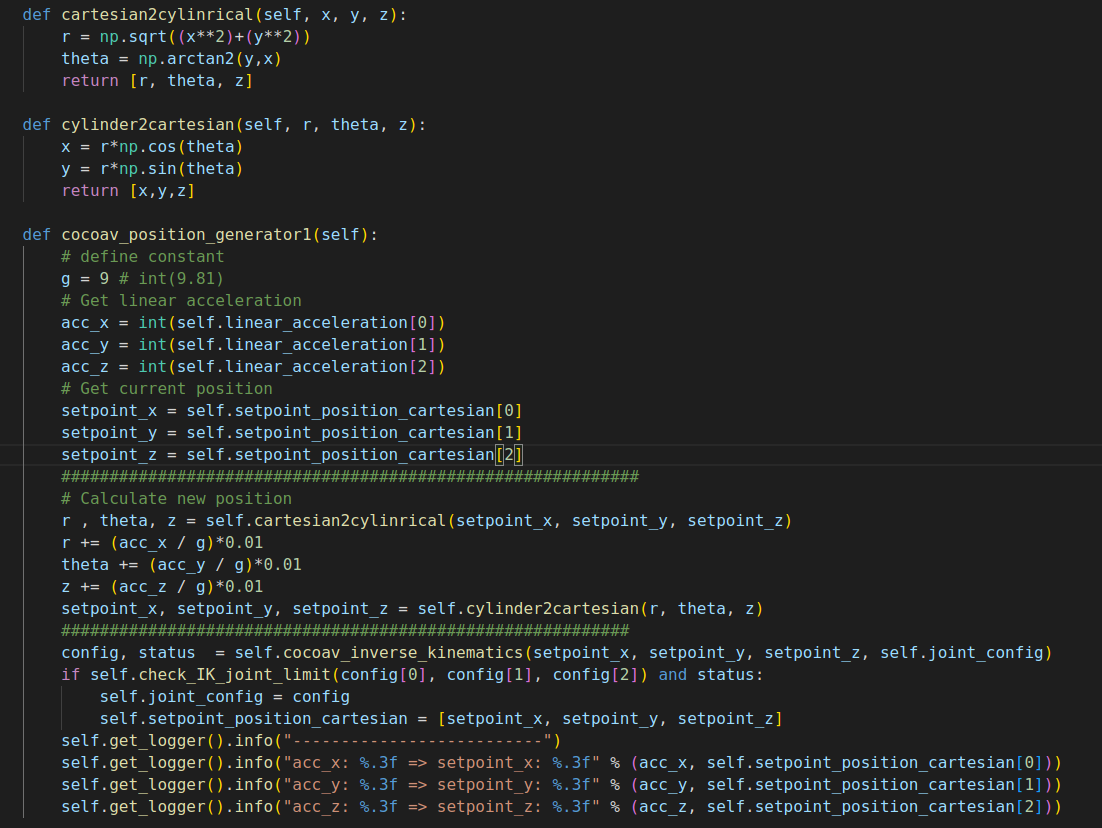 def cartesian2cylinrical(self, x, y, z):
    r = np.sqrt((x**2)+(y**2))
    theta = np.arctan2(y,x)
    return [r, theta, z]

def cylinder2cartesian(self, r, theta, z):
    x = r*np.cos(theta)
    y = r*np.sin(theta)
    return [x,y,z]

def cocoav_position_generator1(self):
    # define constant
    g = 9 # int(9.81)
    # Get linear acceleration
    acc_x = int(self.linear_acceleration[0])
    acc_y = int(self.linear_acceleration[1])
    acc_z = int(self.linear_acceleration[2])
    # Get current position
    setpoint_x = self.setpoint_position_cartesian[0]
    setpoint_y = self.setpoint_position_cartesian[1]
    setpoint_z = self.setpoint_position_cartesian[2]
    ############################################################
    # Calculate new position
    r , theta, z = self.cartesian2cylinrical(setpoint_x, setpoint_y, setpoint_z)
    r += (acc_x / g)*0.01
    theta += (acc_y / g)*0.01
    z += (acc_z / g)*0.01
    setpoint_x, setpoint_y, setpoint_z = self.cylinder2cartesian(r, theta, z)
    ###########################################################
    config, status  = self.cocoav_inverse_kinematics(setpoint_x, setpoint_y, setpoint_z, self.joint_config)
    if self.check_IK_joint_limit(config[0], config[1], config[2]) and status:
        self.joint_config = config
        self.setpoint_position_cartesian = [setpoint_x, setpoint_y, setpoint_z]
    self.get_logger().info("--------------------------")
    self.get_logger().info("acc_x: %.3f => setpoint_x: %.3f" % (acc_x, self.setpoint_position_cartesian[0]))
    self.get_logger().info("acc_y: %.3f => setpoint_y: %.3f" % (acc_y, self.setpoint_position_cartesian[1]))
    self.get_logger().info("acc_z: %.3f => setpoint_z: %.3f" % (acc_z, self.setpoint_position_cartesian[2]))